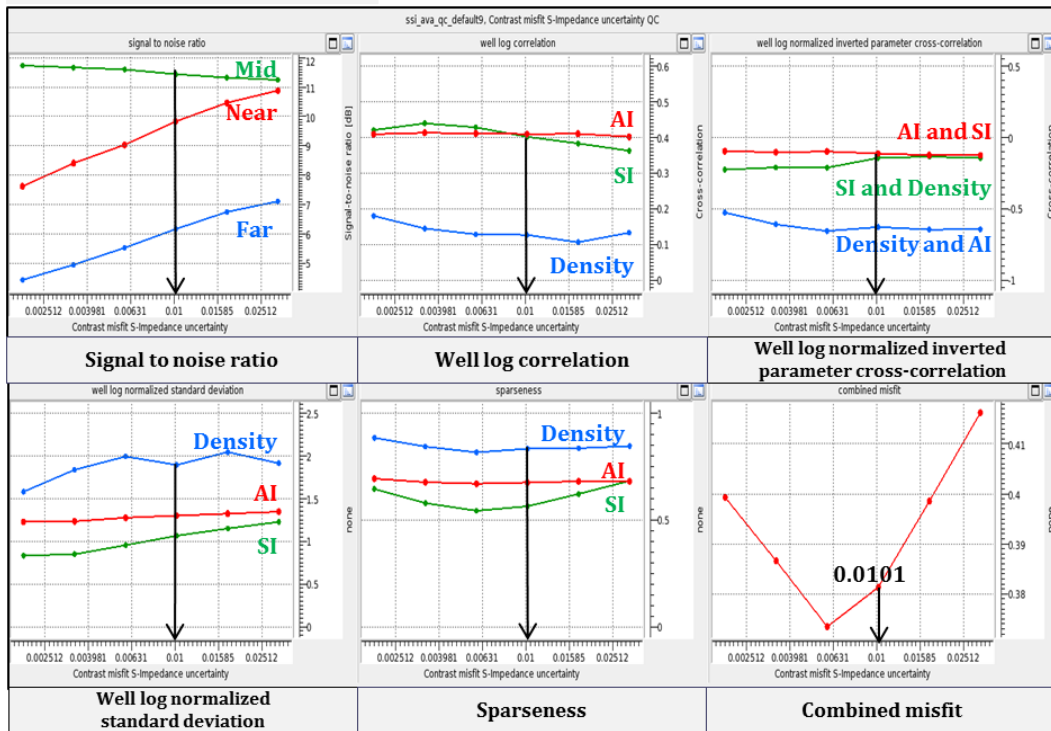 ssi_ava_qc_default9, Contrast misfit S-Impedance uncertainty QC
signal to noise ratio
12
11
10
9
8
7
6
5
Signal-to-noise ratio [dB]
Mid
Near
Far
0.002512 0.003981 0.00631 0.01 0.01585 0.02512
Contrast misfit S-Impedance uncertainty
Signal to noise ratio
well log correlation
0.6
0.5
0.4
0.3
0.2
0.1
0
Cross-correlation
AI
SI
Density
0.002512 0.003981 0.00631 0.01 0.01585 0.02512
Contrast misfit S-Impedance uncertainty
Well log correlation
well log normalized inverted parameter cross-correlation
0.5
0
-0.5
-1
Cross-correlation
AI and SI
SI and Density
Density and AI
0.002512 0.003981 0.00631 0.01 0.01585 0.02512
Contrast misfit S-Impedance uncertainty
Well log normalized inverted
parameter cross-correlation
well log normalized standard deviation
2.5
2
1.5
1
0.5
0
none
Density
AI
SI
0.002512 0.003981 0.00631 0.01 0.01585 0.02512
Contrast misfit S-Impedance uncertainty
Well log normalized
standard deviation
sparseness
1
0.5
0
none
Density
AI
SI
0.002512 0.003981 0.00631 0.01 0.01585 0.02512
Contrast misfit S-Impedance uncertainty
Sparseness
combined misfit
0.41
0.4
0.39
0.38
none
0.0101
0.002512 0.003981 0.00631 0.01 0.01585 0.02512
Contrast misfit S-Impedance uncertainty
Combined misfit